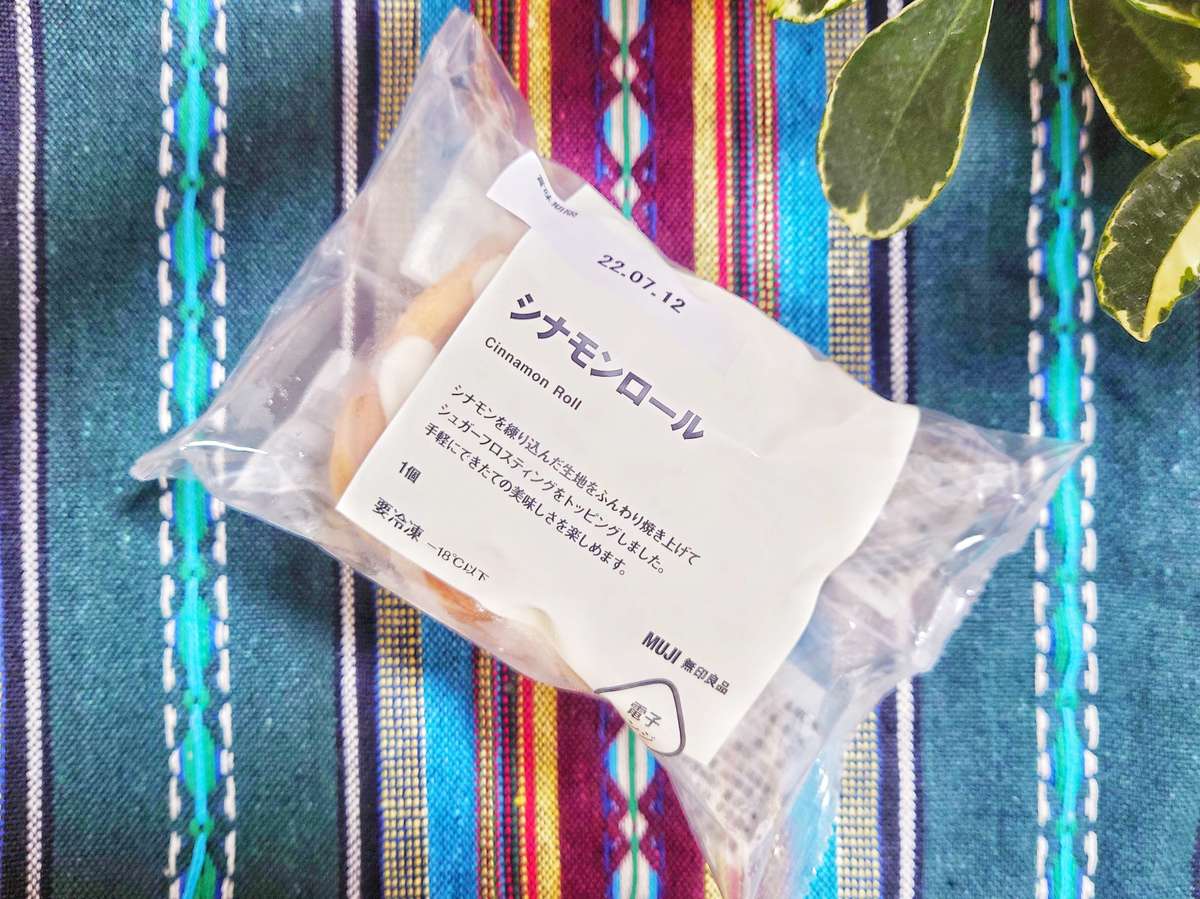 賞味期限
22.07.12
シナモンロール
Cinnamon Roll
シナモンを練り込んだ生地をふんわり焼き上げて
シュガーフロスティングをトッピングしました。
手軽にできたての美味しさを楽しめます。
1個
要冷凍 −18℃以下
MUJI 無印良品
電子